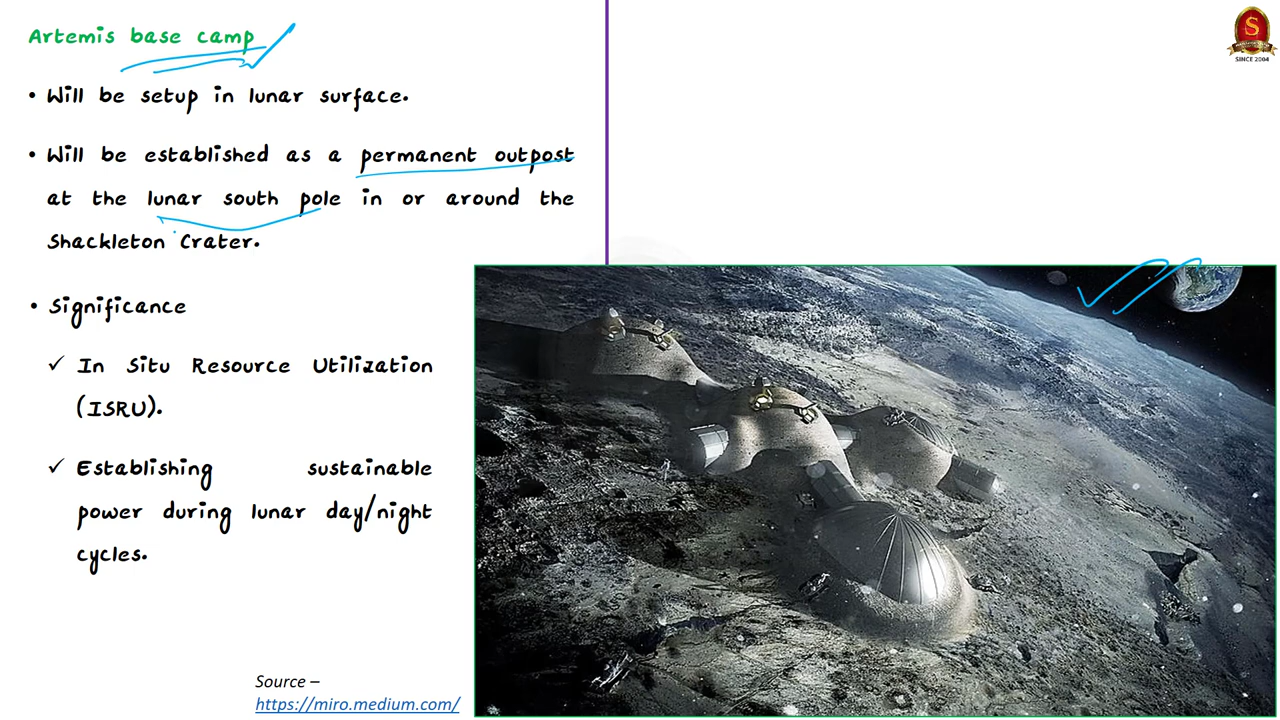 Artemis base camp
• Will be setup in lunar surface.
• Will be established as a permanent outpost
at the lunar south pole in or around the
Shackleton Crater.
• Significance
✓ In Situ Resource Utilization
(ISRU).
✓ Establishing sustainable
power during lunar day/night
cycles.
Source –
https://miro.medium.com/
S
SINCE 2004